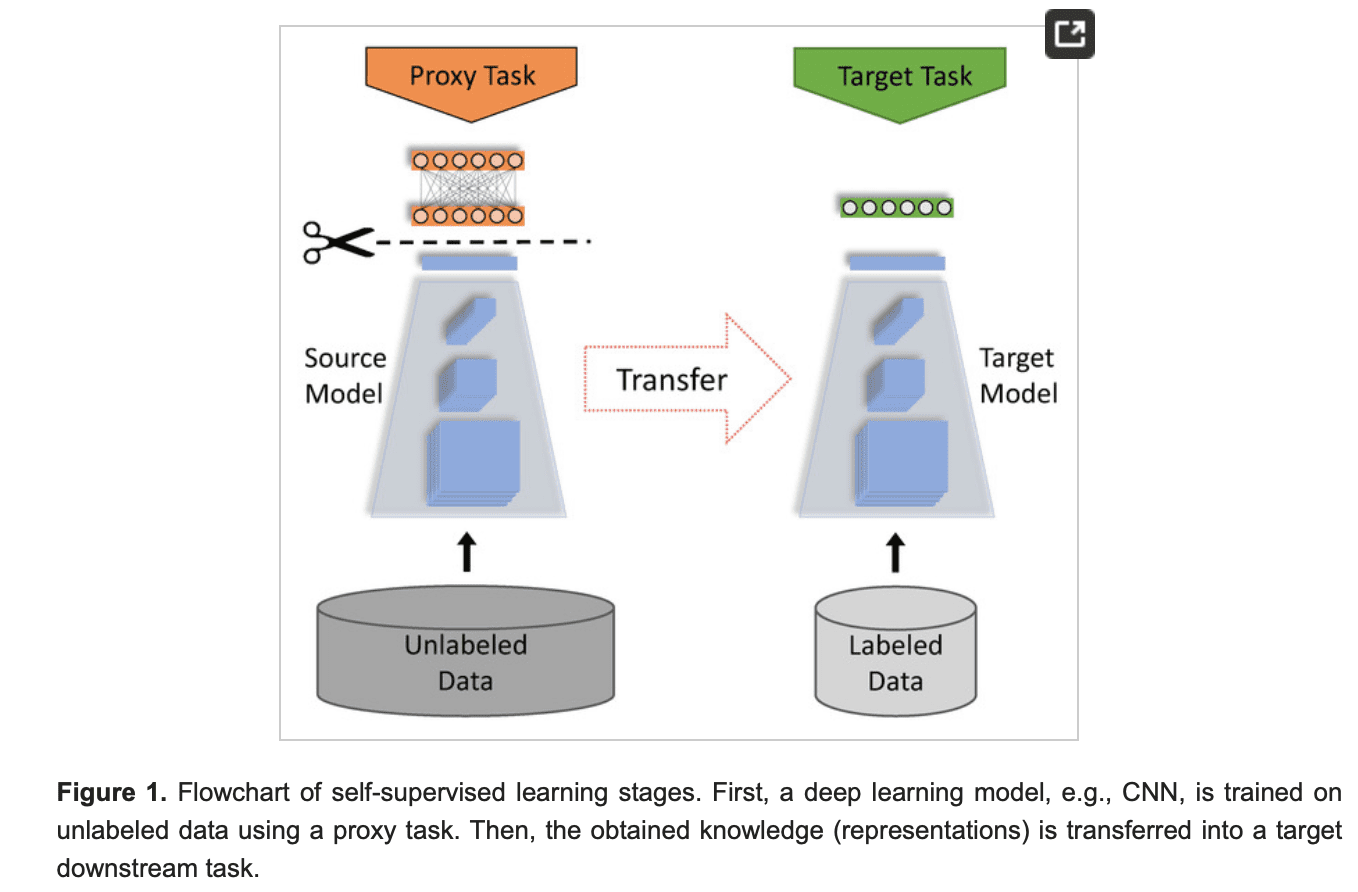 Proxy Task
Target Task
Source
Model
Transfer
Target
Model
Unlabeled
Data
Labeled
Data
Figure 1. Flowchart of self-supervised learning stages. First, a deep learning model, e.g., CNN, is trained on
unlabeled data using a proxy task. Then, the obtained knowledge (representations) is transferred into a target
downstream task.